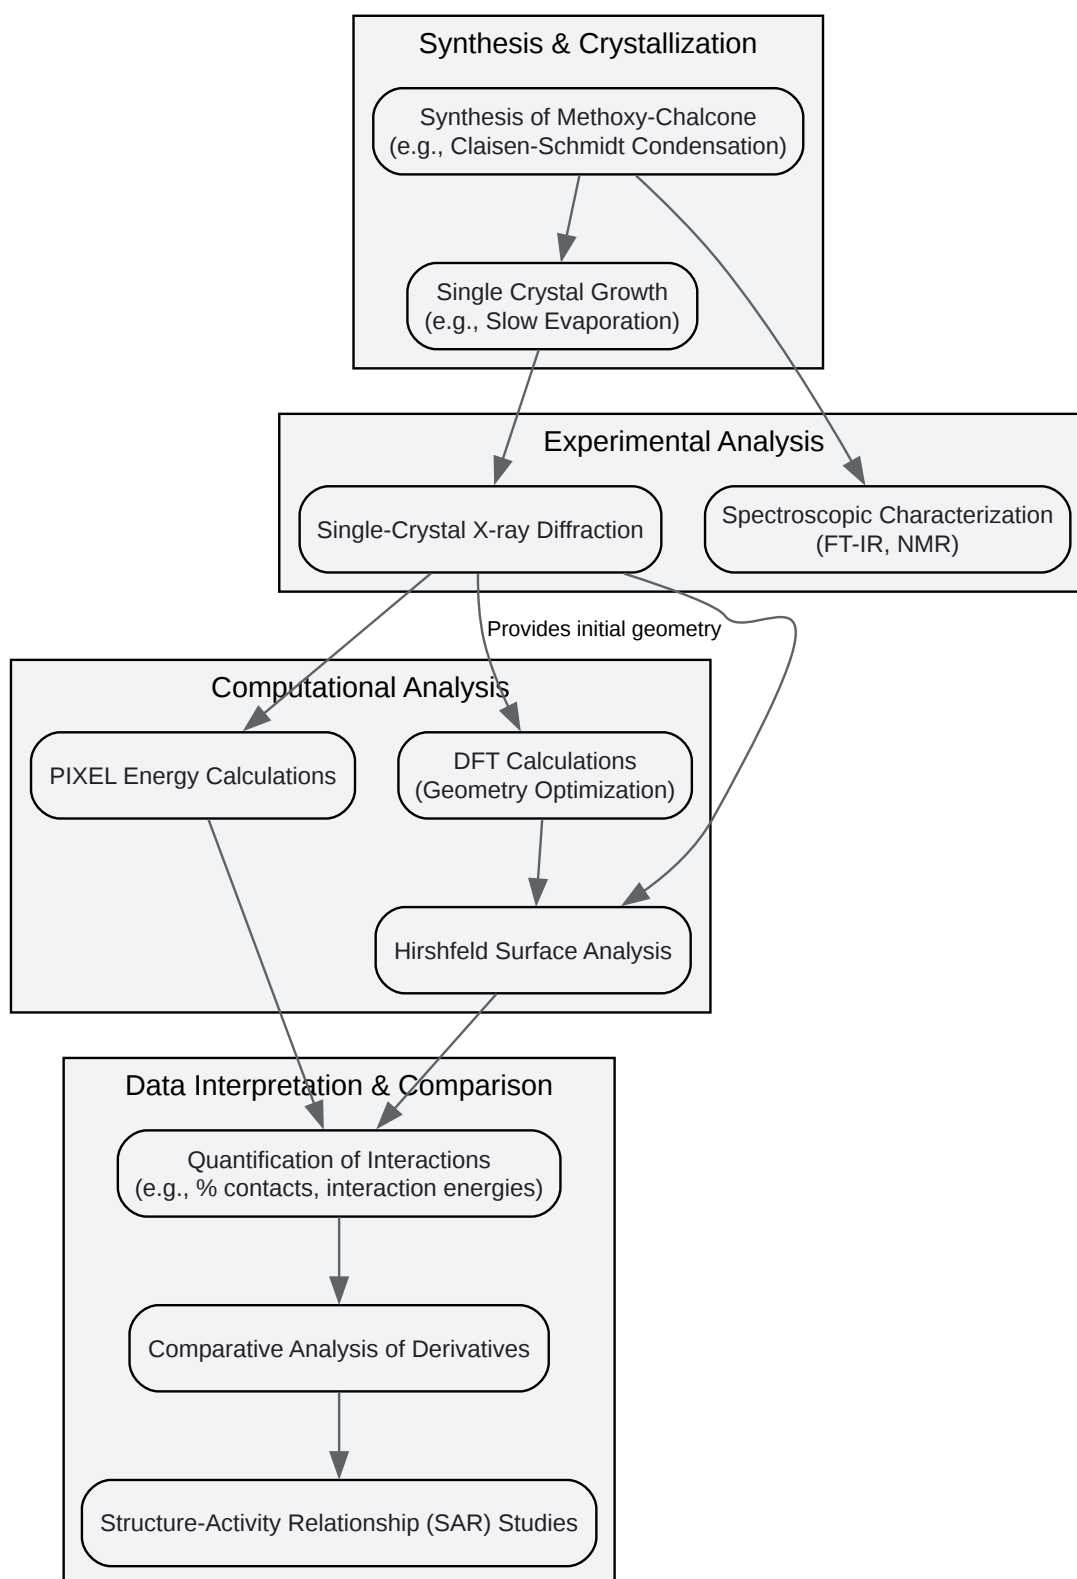 Synthesis & Crystallization
Synthesis of Methoxy-Chalcone
(e.g., Claisen-Schmidt Condensation)
Single Crystal Growth
(e.g., Slow Evaporation)
Experimental Analysis
Single-Crystal X-ray Diffraction
Spectroscopic Characterization
(FT-IR, NMR)
Provides initial geometry
Computational Analysis
PIXEL Energy Calculations
DFT Calculations
(Geometry Optimization)
Hirshfeld Surface Analysis
Data Interpretation & Comparison
Quantification of Interactions
(e.g., % contacts, interaction energies)
Comparative Analysis of Derivatives
Structure-Activity Relationship (SAR) Studies